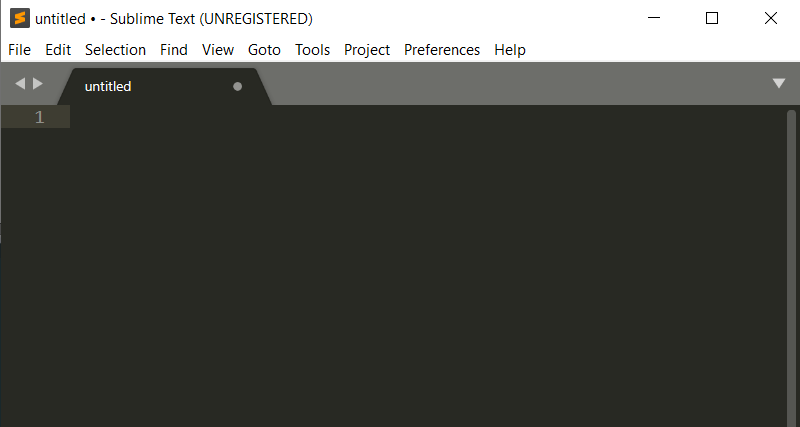 untitled • - Sublime Text (UNREGISTERED)
File Edit Selection Find View Goto Tools Project Preferences Help
untitled
1